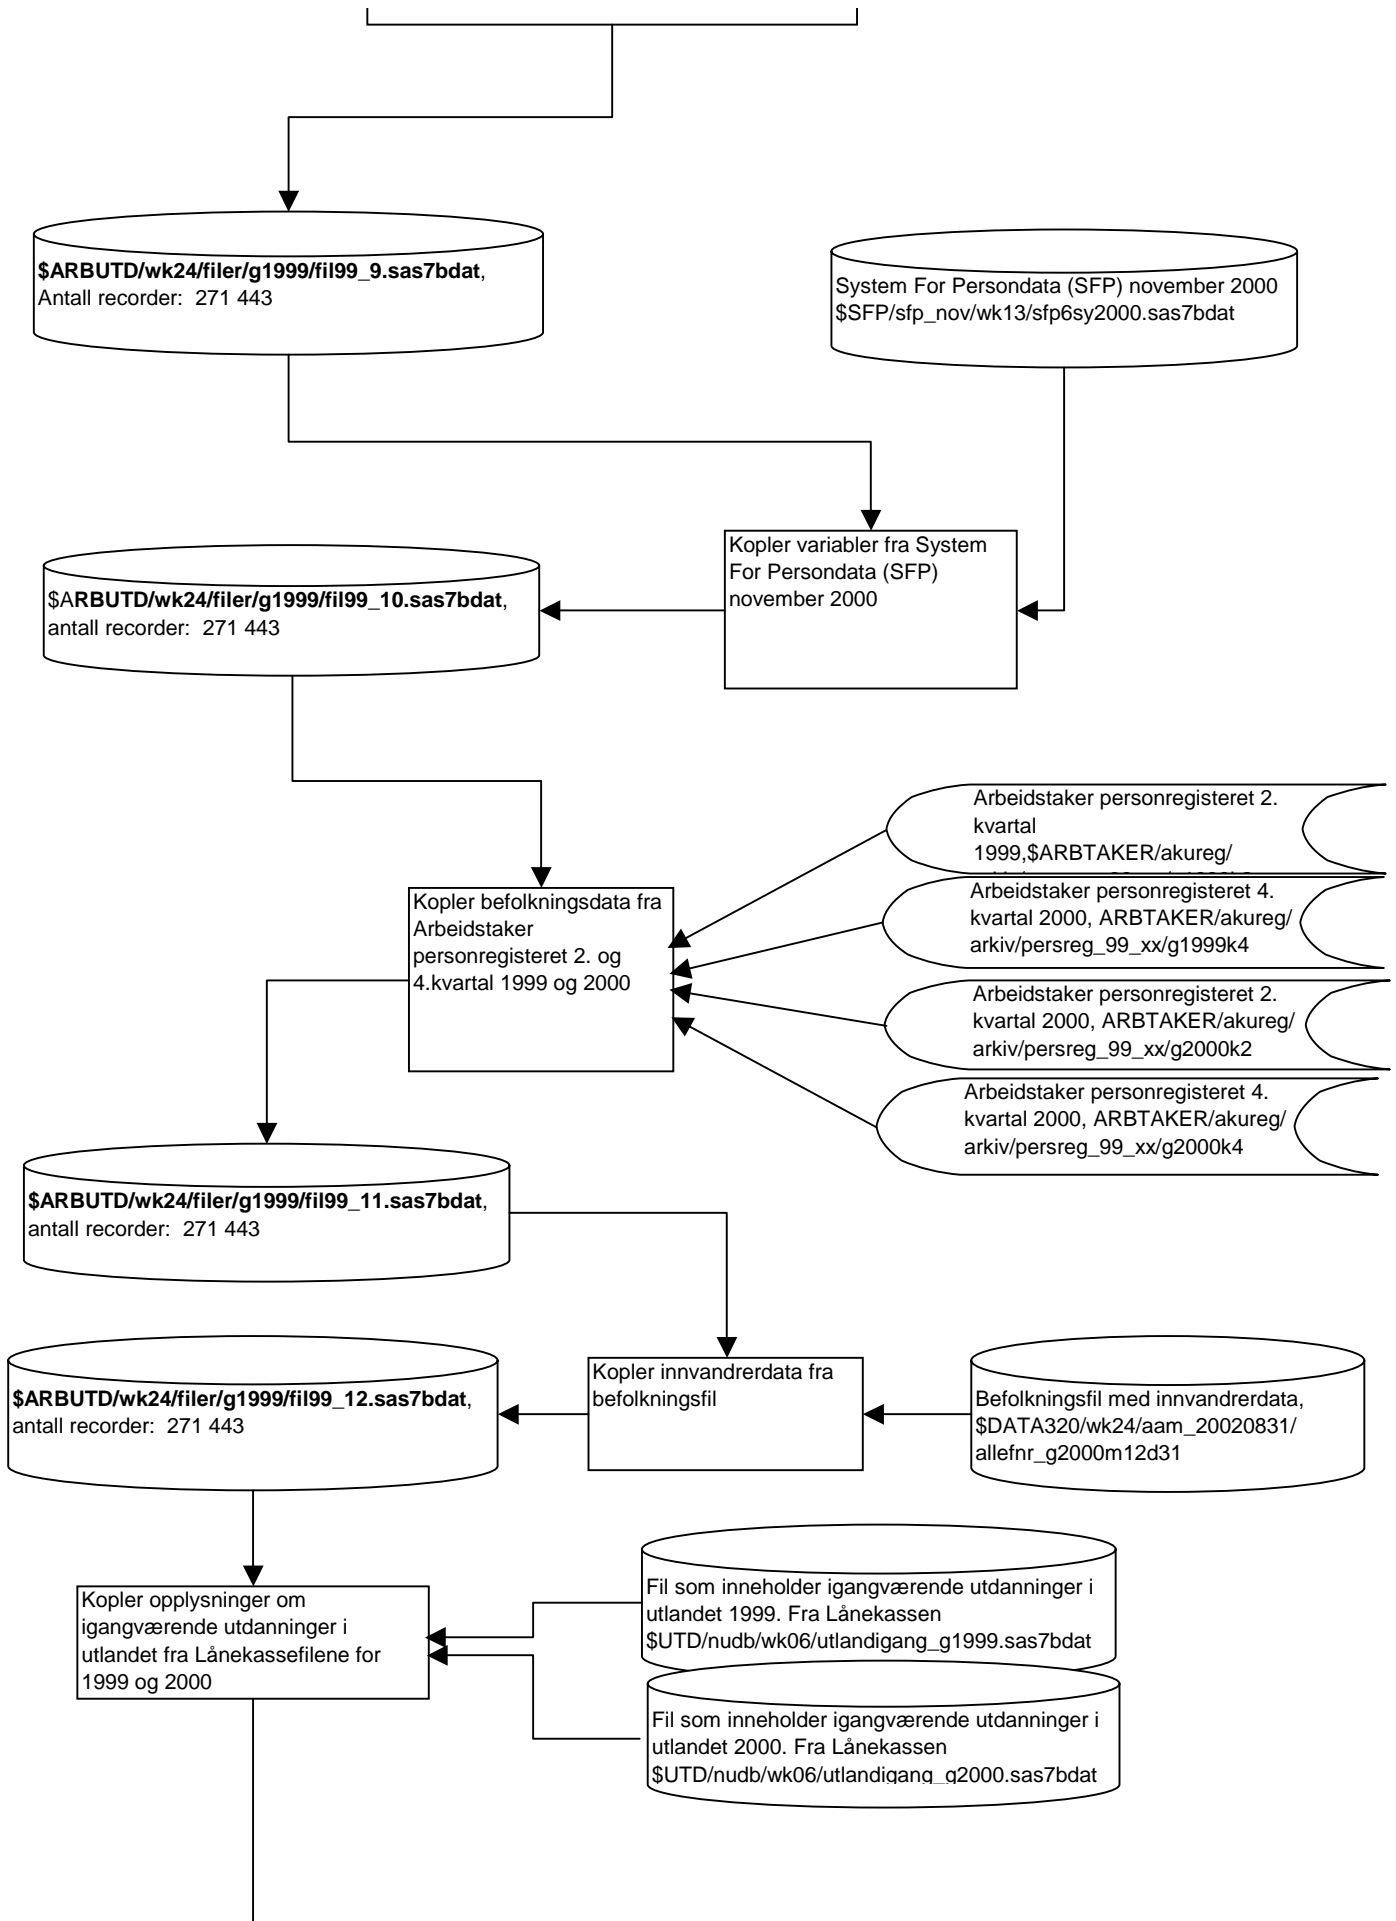 $ARBUTD/wk24/filer/g1999/fil99_9.sas7bdat,
Antall recorder: 271 443
System For Persondata (SFP) november 2000
$SFP/sfp_nov/wk13/sfp6sy2000.sas7bdat
Kopler variabler fra System
For Persondata (SFP)
november 2000
$ARBUTD/wk24/filer/g1999/fil99_10.sas7bdat,
antall recorder: 271 443
Arbeidstaker personregisteret 2.
kvartal
1999,$ARBTAKER/akureg/
Kopler befolkningsdata fra
Arbeidstaker
personregisteret 2. og
4.kvartal 1999 og 2000
Arbeidstaker personregisteret 4.
kvartal 2000, ARBTAKER/akureg/
arkiv/persreg_99_xx/g1999k4
Arbeidstaker personregisteret 2.
kvartal 2000, ARBTAKER/akureg/
arkiv/persreg_99_xx/g2000k2
Arbeidstaker personregisteret 4.
kvartal 2000, ARBTAKER/akureg/
arkiv/persreg_99_xx/g2000k4
$ARBUTD/wk24/filer/g1999/fil99_11.sas7bdat,
antall recorder: 271 443
$ARBUTD/wk24/filer/g1999/fil99_12.sas7bdat,
antall recorder: 271 443
Kopler innvandrerdata fra
befolkningsfil
Befolkningsfil med innvandrerdata,
$DATA320/wk24/aam_20020831/
allefnr_g2000m12d31
Kopler opplysninger om
igangværende utdanninger i
utlandet fra Lånekassefilene for
1999 og 2000
Fil som inneholder igangværende utdanninger i
utlandet 1999. Fra Lånekassen
$UTD/nudb/wk06/utlandigang_g1999.sas7bdat
Fil som inneholder igangværende utdanninger i
utlandet 2000. Fra Lånekassen
$UTD/nudb/wk06/utlandigang_g2000.sas7bdat